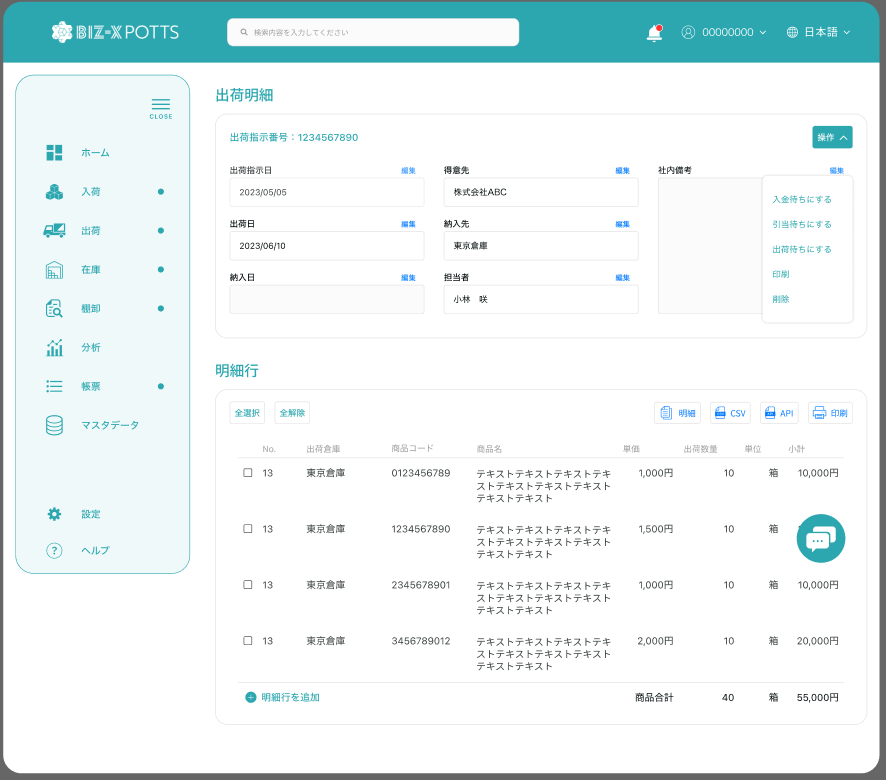 BIZ-X POTTS
検索内容を入力してください
00000000
日本語
CLOSE
ホーム
入荷
出荷
在庫
棚卸
分析
帳票
マスタデータ
設定
ヘルプ
出荷明細
出荷指示番号：1234567890
操作
出荷指示日 編集
2023/05/05
得意先 編集
株式会社ABC
社内備考 編集
入金待ちにする
引当待ちにする
出荷待ちにする
印刷
削除
出荷日 編集
2023/06/10
納入先 編集
東京倉庫
納入日 編集
担当者 編集
小林 咲
明細行
全選択 全解除 明細 CSV API 印刷
No. 出荷倉庫 商品コード 商品名 単価 出荷数量 単位 小計
13 東京倉庫 0123456789 テキストテキストテキストテキ 1,000円 10 箱 10,000円
ストテキストテキストテキスト
テキストテキスト
13 東京倉庫 1234567890 テキストテキストテキストテキ 1,500円 10 箱
ストテキストテキストテキスト
テキストテキスト
13 東京倉庫 2345678901 テキストテキストテキストテキ 1,000円 10 箱 10,000円
ストテキストテキストテキスト
テキストテキスト
13 東京倉庫 3456789012 テキストテキストテキストテキ 2,000円 10 箱 20,000円
ストテキストテキストテキスト
テキストテキスト
明細行を追加 商品合計 40 箱 55,000円